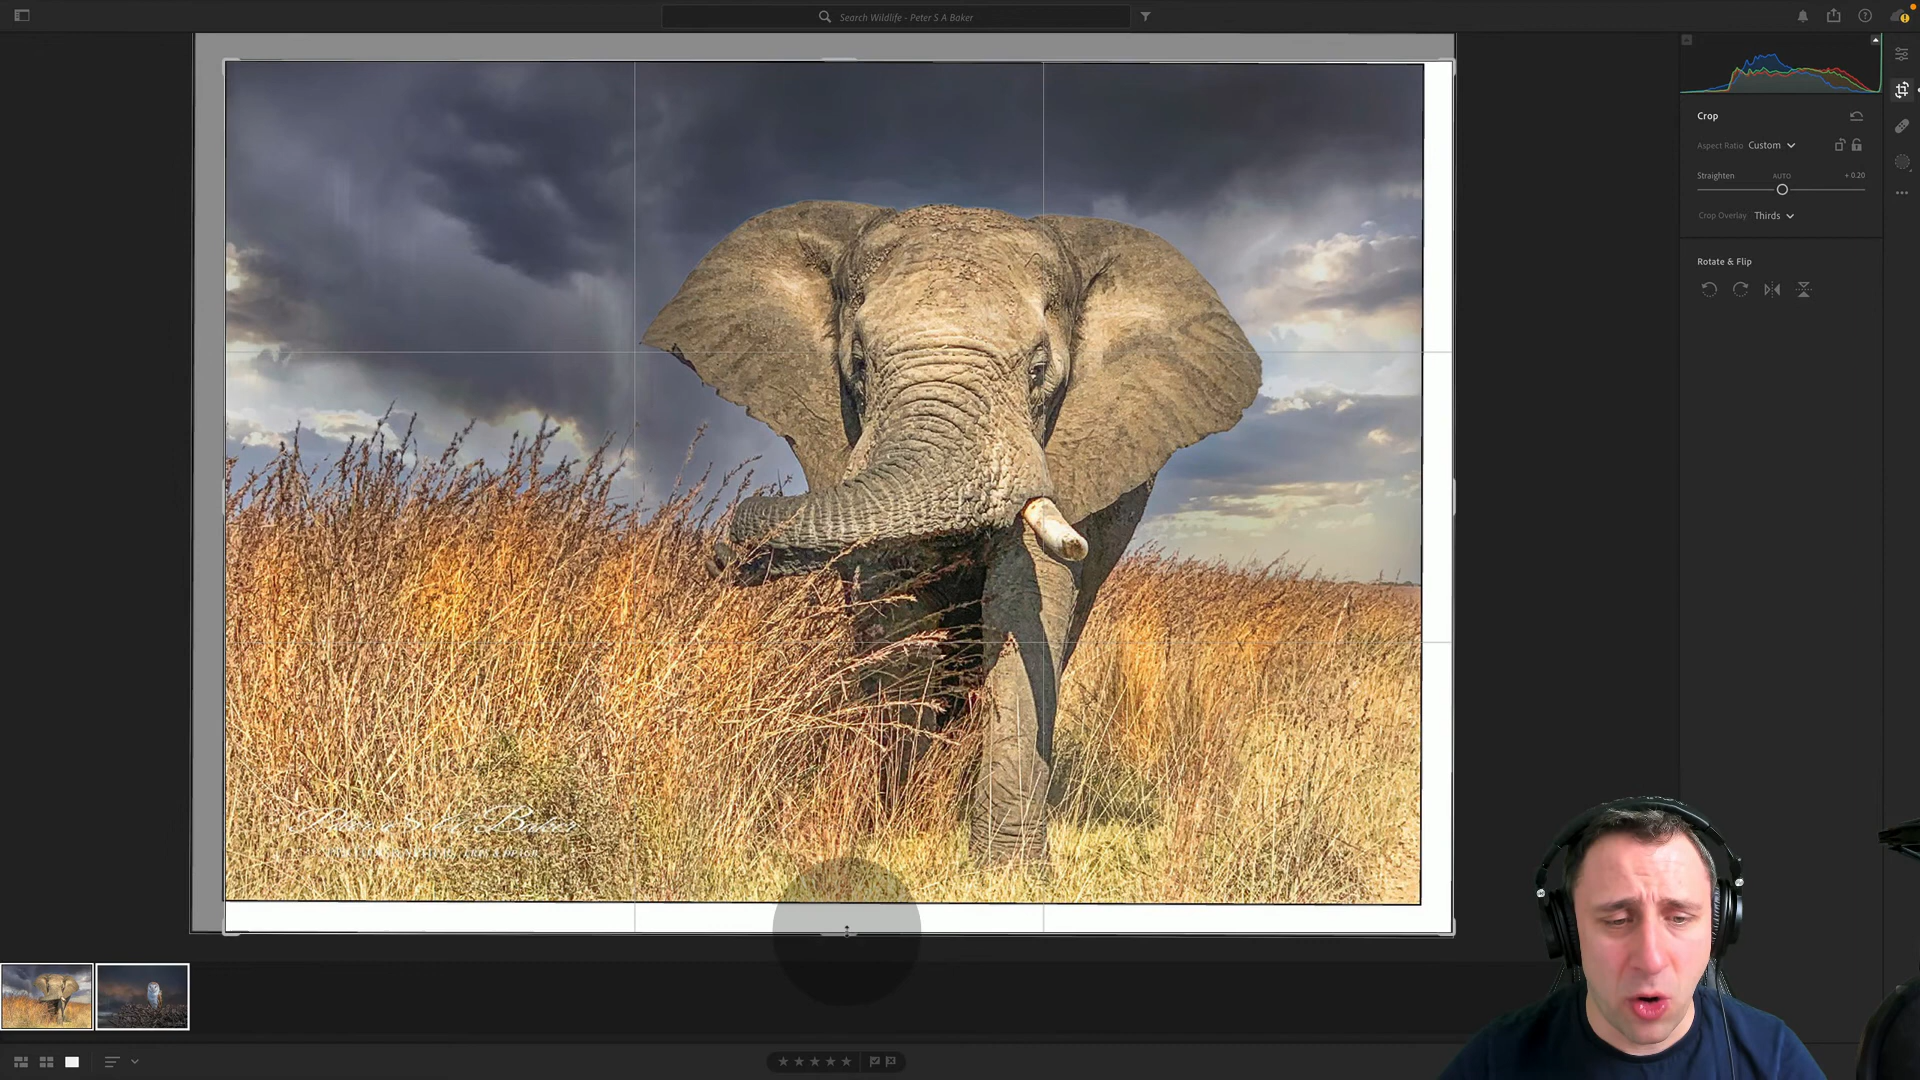 Search Wildlife - Peter S A Baker
Crop
Aspect Ratio Custom
Straighten AUTO + 0.20
Crop Overlay Thirds
Rotate & Flip